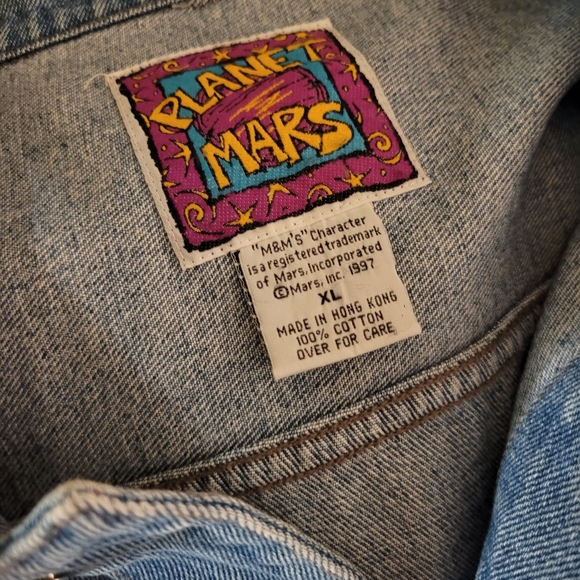 PLANET
MARS
"M&M'S" Character
is a registered trademark
of Mars, Incorporated
©Mars, Inc. 1997
XL
MADE IN HONG KONG
100% COTTON
OVER FOR CARE